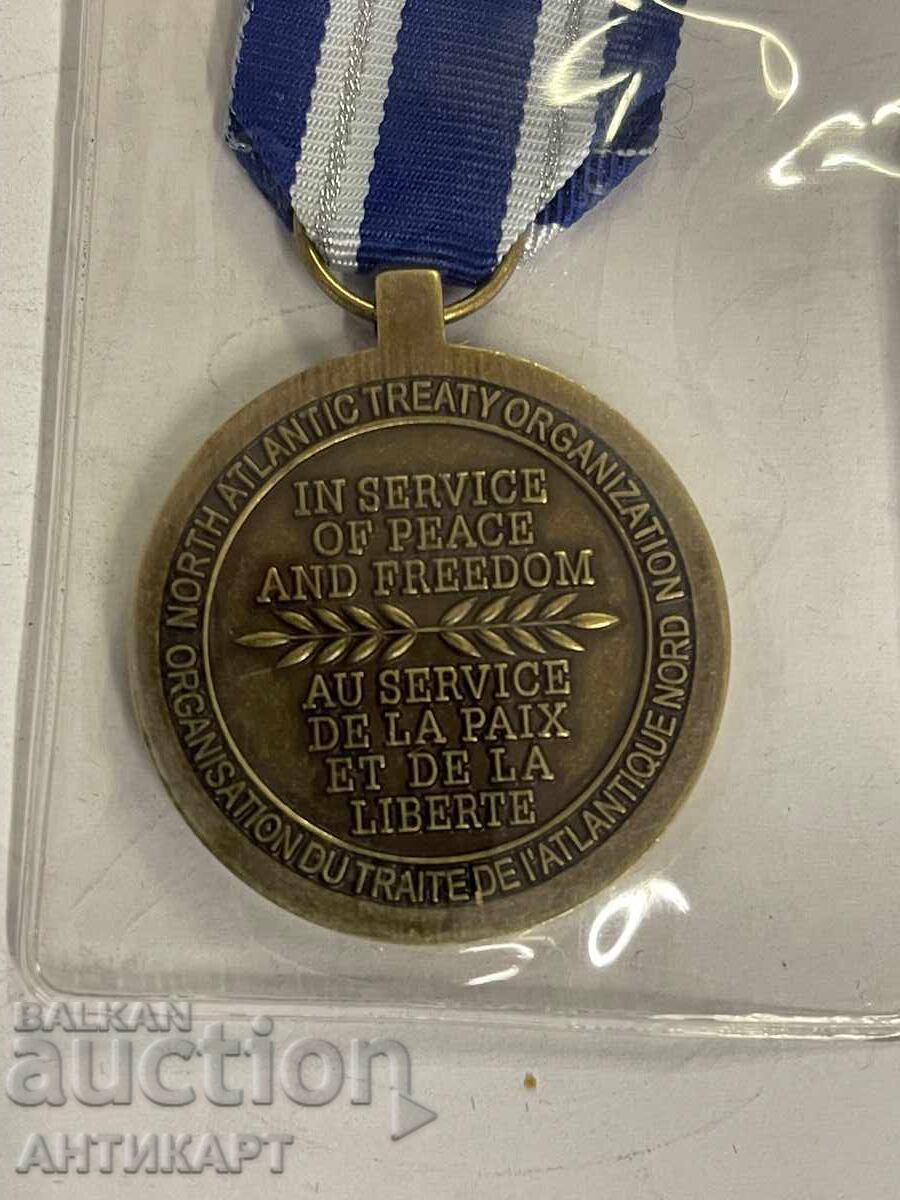 NORTH ATLANTIC TREATY ORGANIZATION
IN SERVICE
OF PEACE
AND FREEDOM
AU SERVICE
DE LA PAIX
ET DE LA
LIBERTE
ORGANISATION DU TRAITE DE l'ATLANTIQUE NORD
BALKAN
auction
АНТИКАРТ